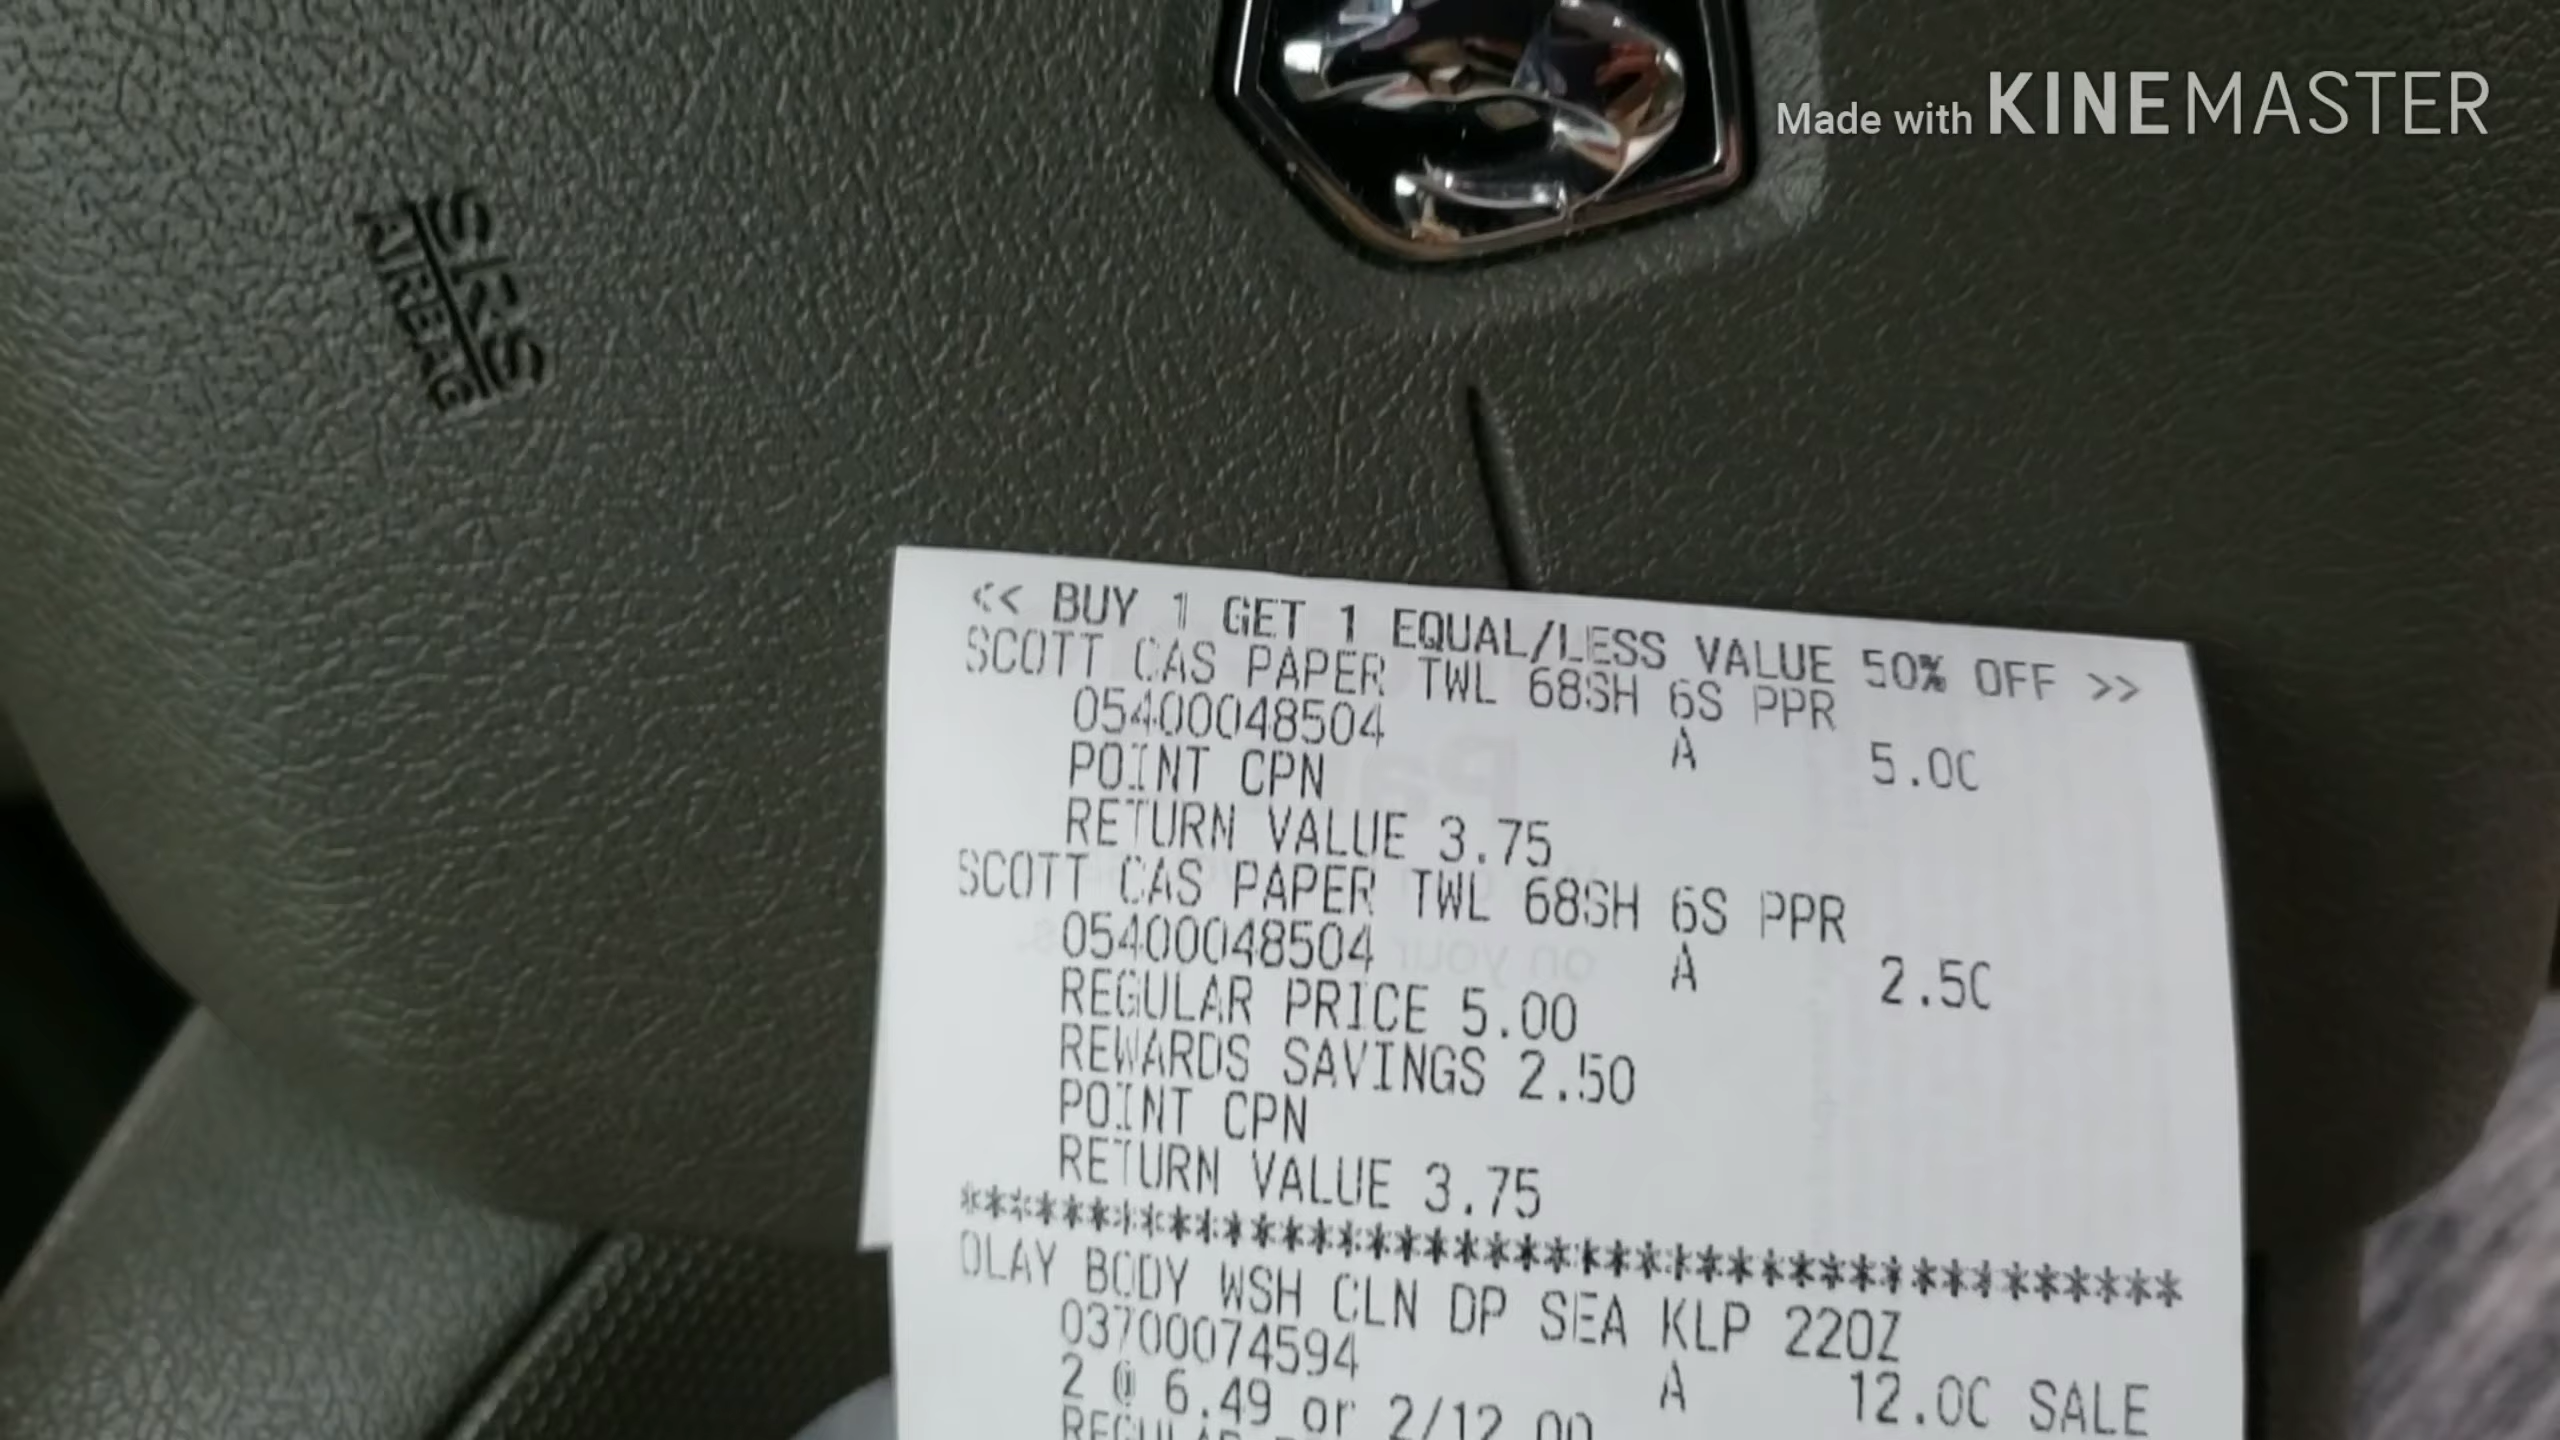 Made with KINEMASTER
SRS
AIRBAG
<< BUY 1 GET 1 EQUAL/LESS VALUE 50% OFF >>
SCOTT CAS PAPER TWL 68SH 6S PPR
05400048504 A 5.00
POINT CPN
RETURN VALUE 3.75
SCOTT CAS PAPER TWL 68SH 6S PPR
05400048504 A 2.50
REGULAR PRICE 5.00
REWARDS SAVINGS 2.50
POINT CPN
RETURN VALUE 3.75
****************************************
OLAY BODY WSH CLN DP SEA KLP 22OZ
03700074594 A 12.00 SALE
2 @ 6.49 or 2/12.00
REGULAR